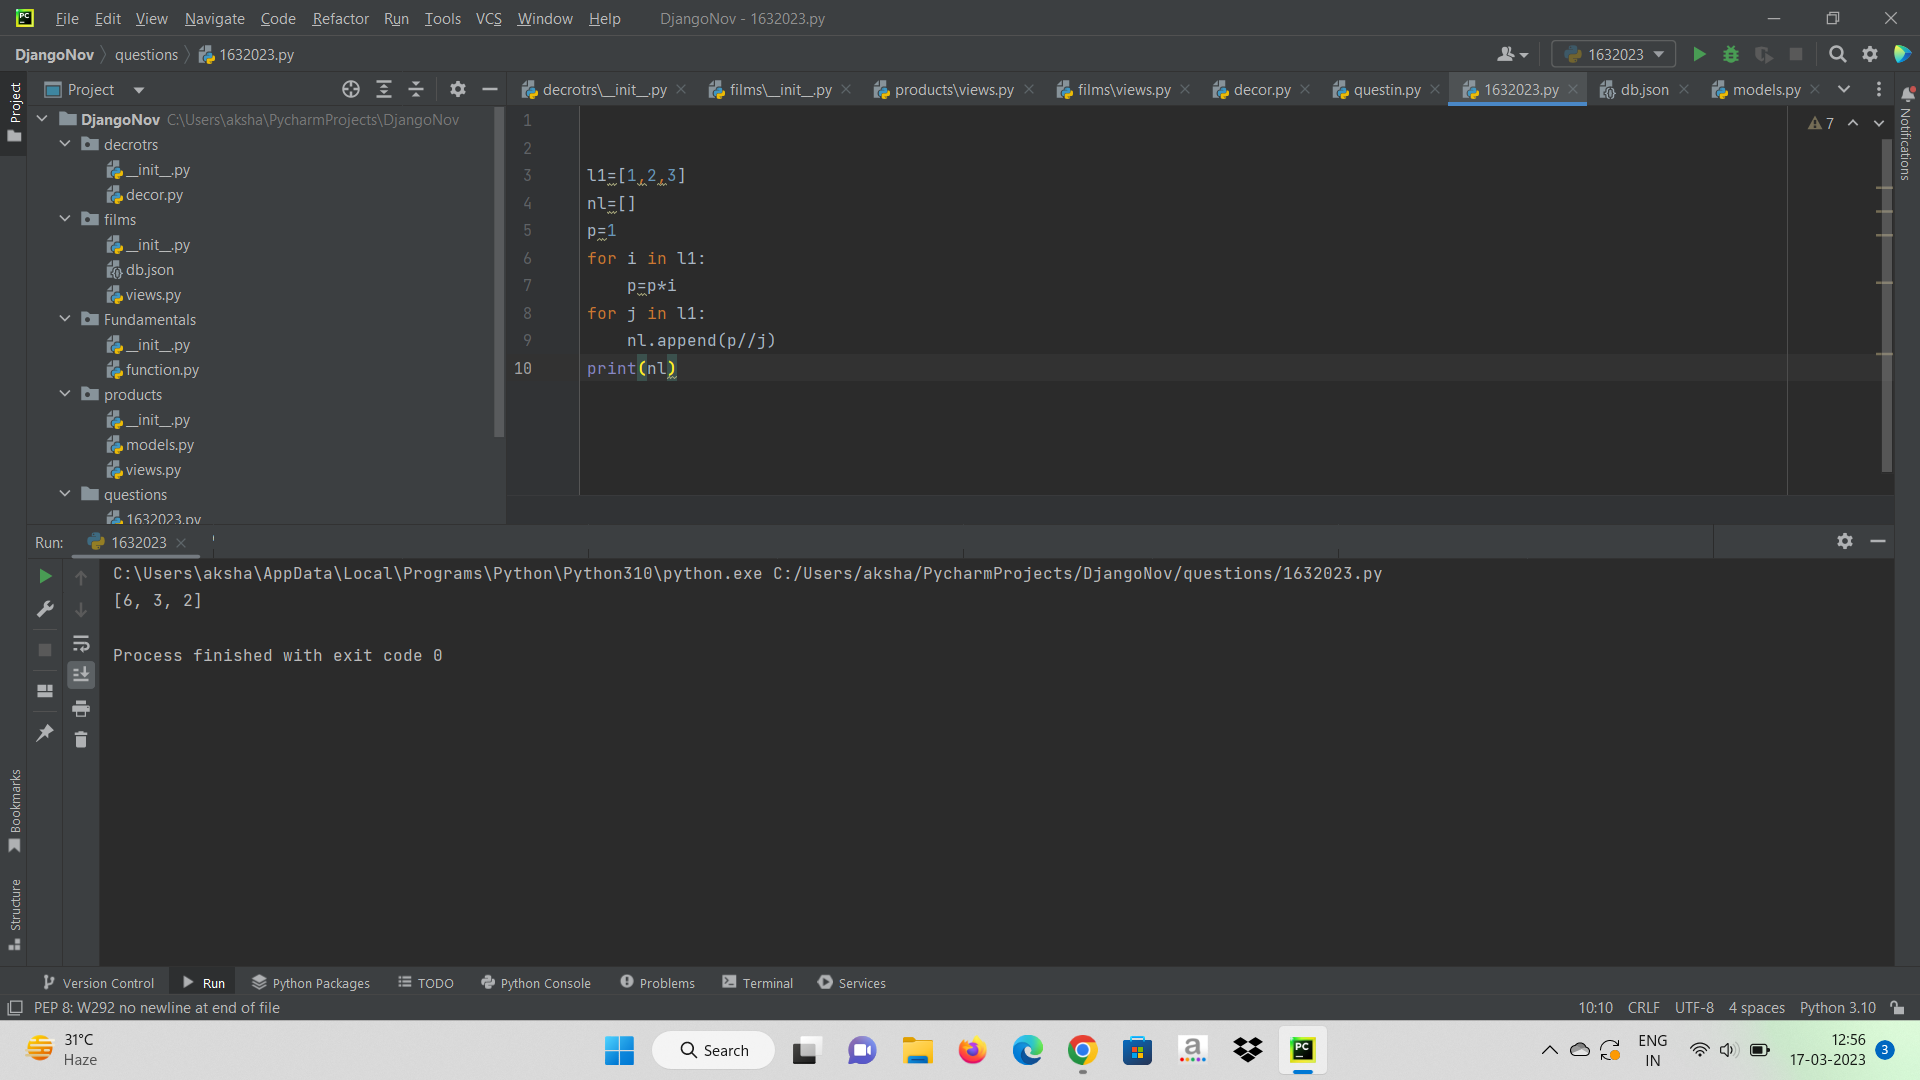 File Edit View Navigate Code Refactor Run Tools VCS Window Help DjangoNov - 1632023.py
DjangoNov questions 1632023.py 1632023
Project
decrotrs\__init__.py films\__init__.py products\views.py films\views.py decor.py questin.py 1632023.py db.json models.py
Project
Notifications
DjangoNov C:\Users\aksha\PycharmProjects\DjangoNov
decrotrs
__init__.py
decor.py
films
__init__.py
db.json
views.py
Fundamentals
__init__.py
function.py
products
__init__.py
models.py
views.py
questions
1632023.py
7
1
2
3 l1=[1,2,3]
4 nl=[]
5 p=1
6 for i in l1:
7 p=p*i
8 for j in l1:
9 nl.append(p//j)
10 print(nl)
Run: 1632023
C:\Users\aksha\AppData\Local\Programs\Python\Python310\python.exe C:/Users/aksha/PycharmProjects/DjangoNov/questions/1632023.py
[6, 3, 2]
Process finished with exit code 0
Bookmarks
Structure
Version Control Run Python Packages TODO Python Console Problems Terminal Services
PEP 8: W292 no newline at end of file 10:10 CRLF UTF-8 4 spaces Python 3.10
31°C
Haze
Search
ENG
IN
12:56
17-03-2023
3